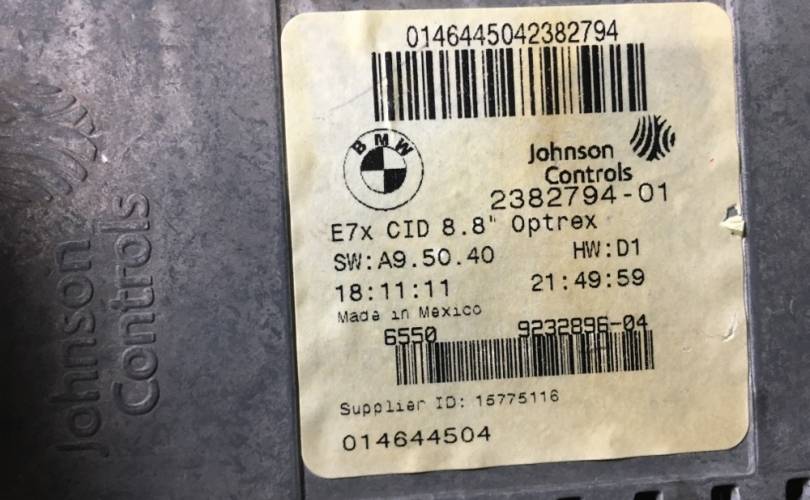 0146445042382794
BMW
Johnson
Controls
2382794-01
E7x CID 8.8" Optrex
SW:A9.50.40 HW:D1
18:11:11 21:49:59
Made in Mexico
6550 9232896-04
Supplier ID: 15775116
014644504
Johnson
Controls